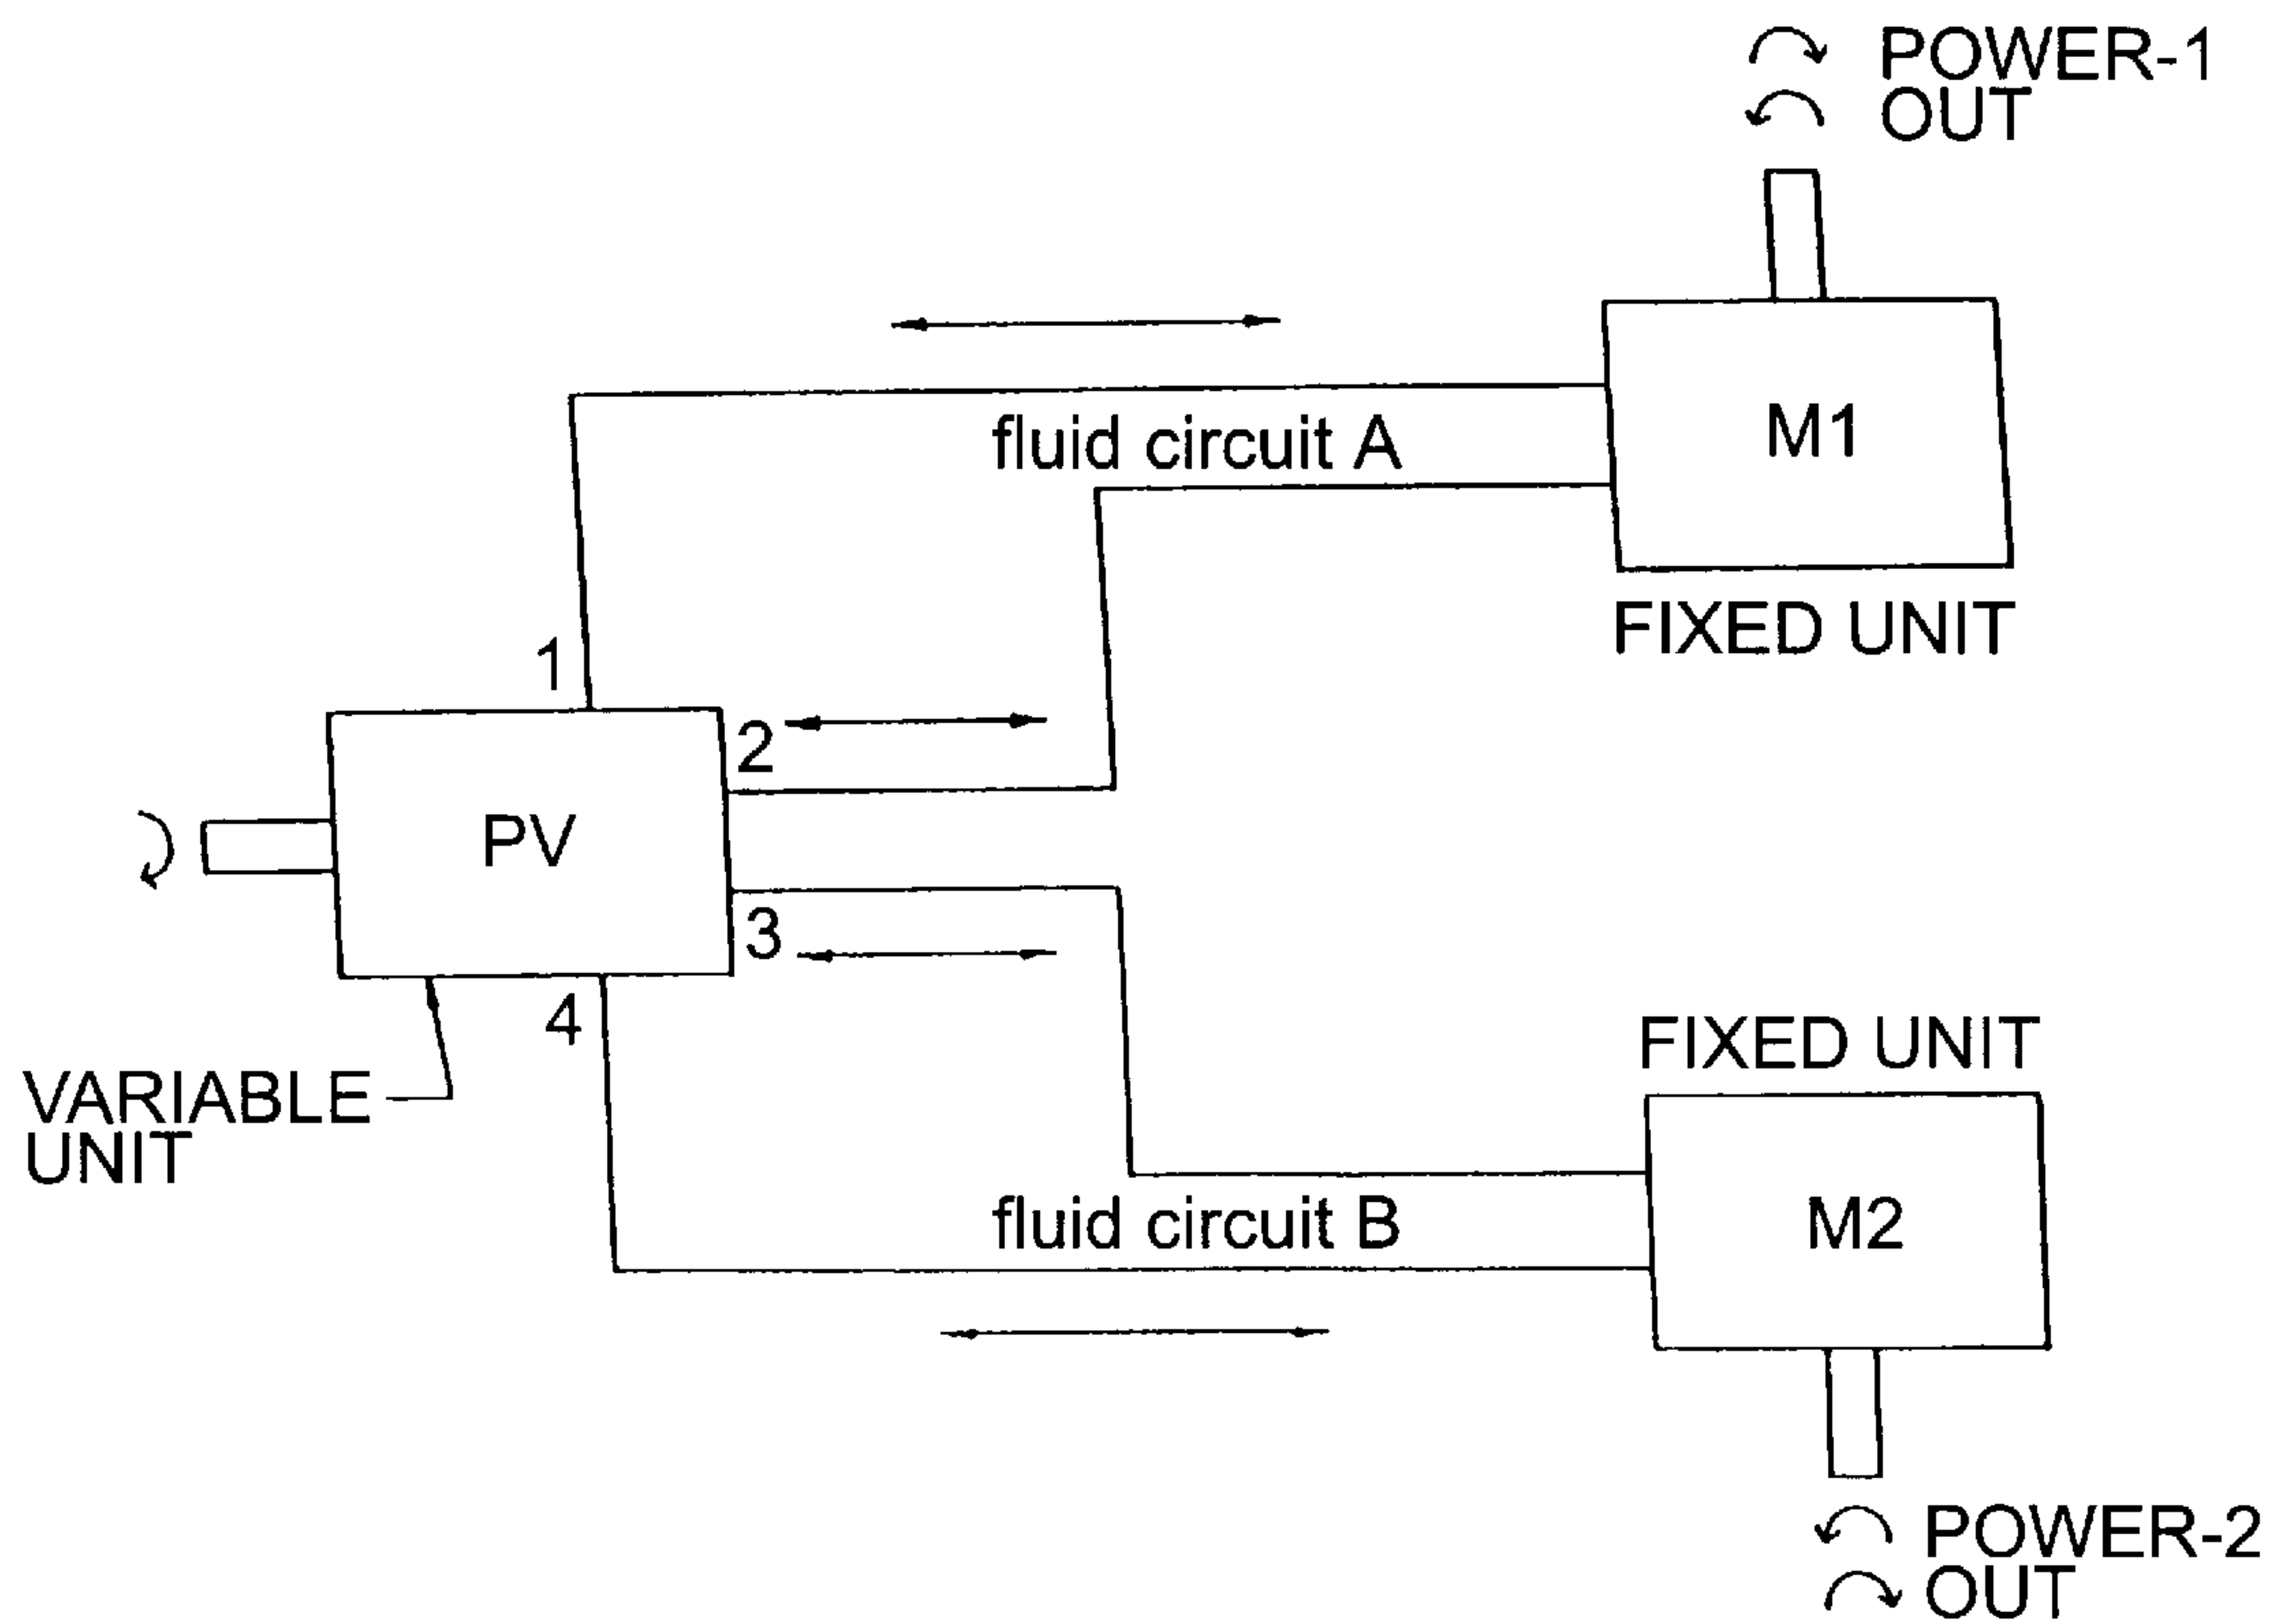 POWER-1
OUT
fluid circuit A
M1
FIXED UNIT
1
2
PV
3
4
VARIABLE
UNIT
FIXED UNIT
fluid circuit B
M2
POWER-2
OUT